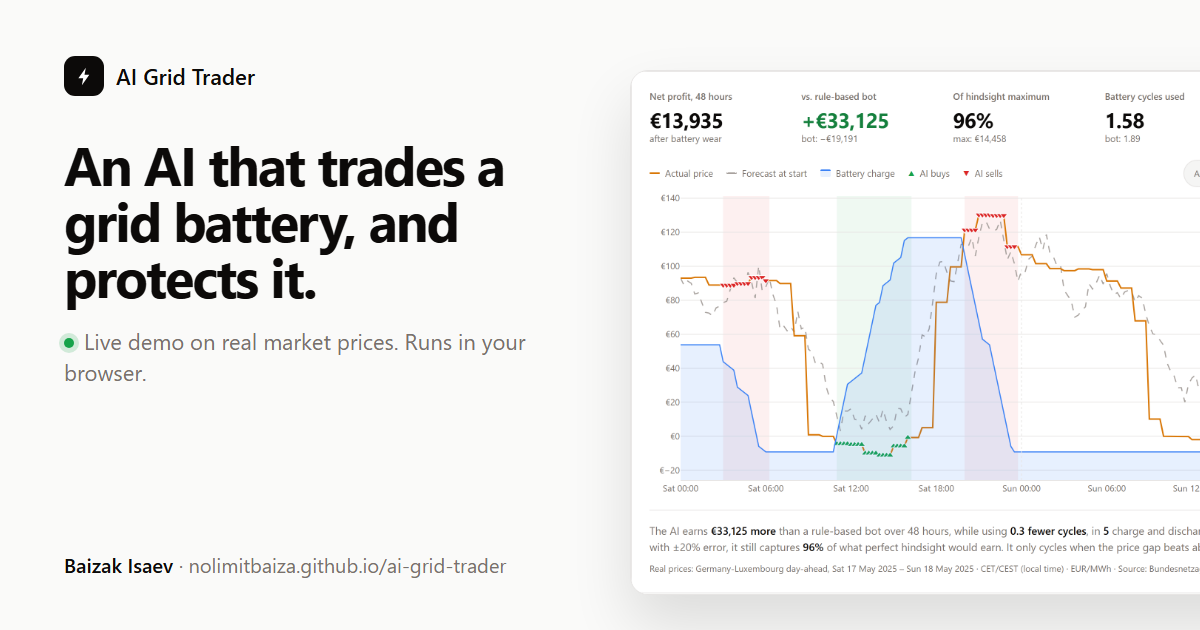 AI Grid Trader
An AI that trades a
grid battery, and
protects it.
Live demo on real market prices. Runs in your
browser.
Baizak Isaev · nolimitbaiza.github.io/ai-grid-trader
Net profit, 48 hours
€13,935
after battery wear
vs. rule-based bot
+€33,125
bot: −€19,191
Of hindsight maximum
96%
max: €14,458
Battery cycles used
1.58
bot: 1.89
Actual price Forecast at start Battery charge AI buys AI sells
€140
€120
€100
€80
€60
€40
€20
€0
€−20
Sat 00:00 Sat 06:00 Sat 12:00 Sat 18:00 Sun 00:00 Sun 06:00 Sun 12
The AI earns €33,125 more than a rule-based bot over 48 hours, while using 0.3 fewer cycles, in 5 charge and
with ±20% error, it still captures 96% of what perfect hindsight would earn. It only cycles when the price gap beats
Real prices: Germany-Luxembourg day-ahead, Sat 17 May 2025 – Sun 18 May 2025 · CET/CEST (local time) · EUR/MWh · Source: